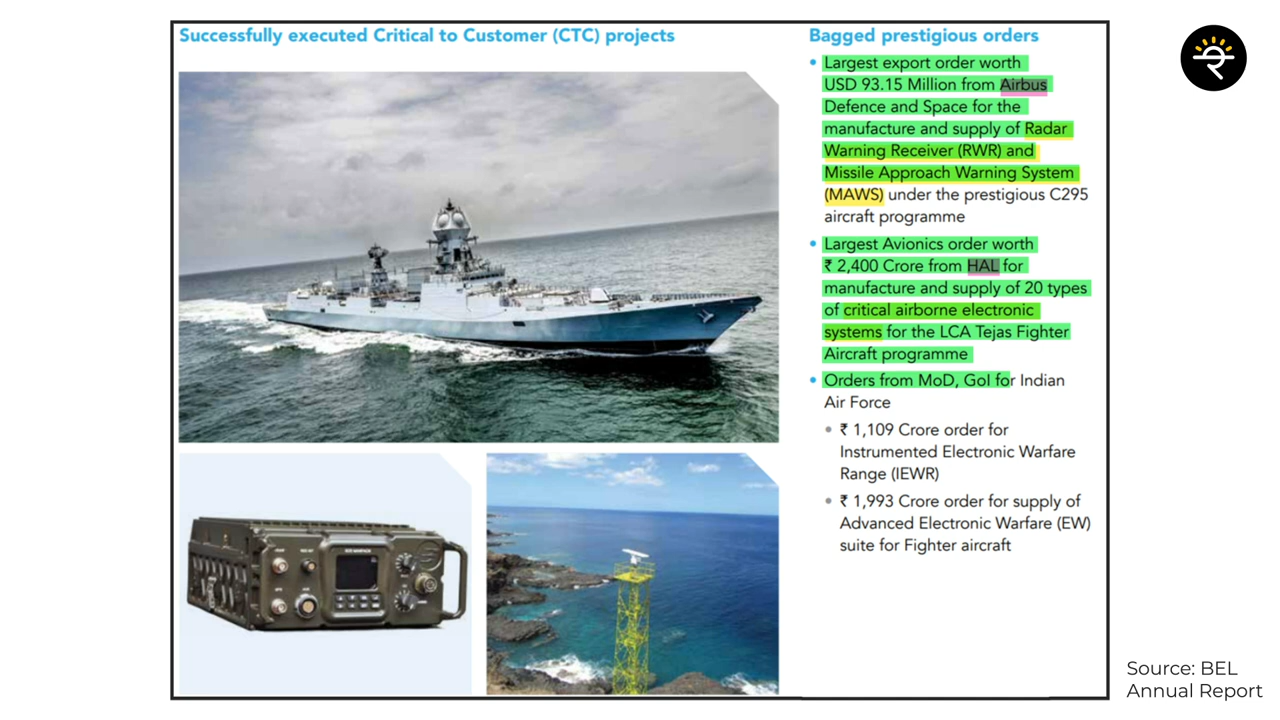 Successfully executed Critical to Customer (CTC) projects
Bagged prestigious orders
• Largest export order worth
USD 93.15 Million from Airbus
Defence and Space for the
manufacture and supply of Radar
Warning Receiver (RWR) and
Missile Approach Warning System
(MAWS) under the prestigious C295
aircraft programme
• Largest Avionics order worth
₹ 2,400 Crore from HAL for
manufacture and supply of 20 types
of critical airborne electronic
systems for the LCA Tejas Fighter
Aircraft programme
• Orders from MoD, GoI for Indian
Air Force
• ₹ 1,109 Crore order for
Instrumented Electronic Warfare
Range (IEWR)
• ₹ 1,993 Crore order for supply of
Advanced Electronic Warfare (EW)
suite for Fighter aircraft
Source: BEL
Annual Report